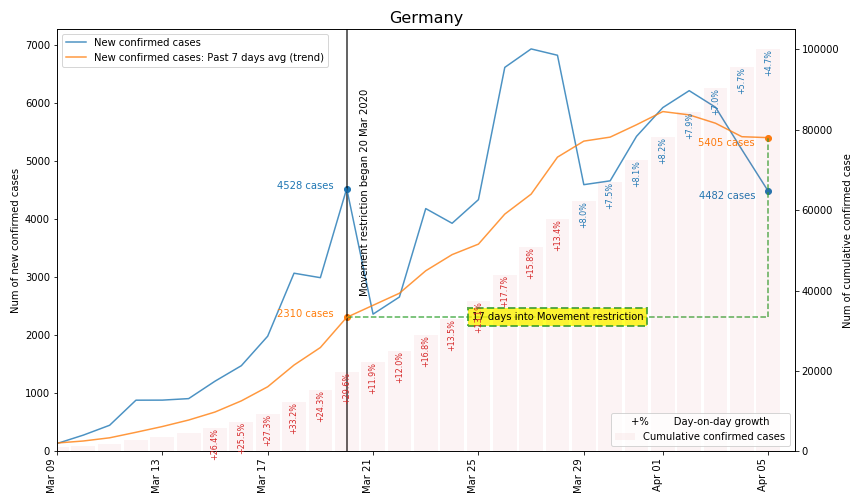 Germany
New confirmed cases
New confirmed cases: Past 7 days avg (trend)
7000
6000
5000
4000
3000
2000
1000
0
Num of new confirmed cases
100000
80000
60000
40000
20000
0
Num of cumulative confirmed case
Movement restriction began 20 Mar 2020
4528 cases
2310 cases
5405 cases
4482 cases
17 days into Movement restriction
+26.4%
+25.5%
+27.3%
+33.2%
+24.3%
+29.6%
+11.9%
+12.0%
+16.8%
+13.5%
+17.7%
+15.8%
+13.4%
+8.0%
+7.5%
+8.1%
+8.2%
+7.9%
+7.0%
+5.7%
+4.7%
+% Day-on-day growth
Cumulative confirmed cases
Mar 09
Mar 13
Mar 17
Mar 21
Mar 25
Mar 29
Apr 01
Apr 05